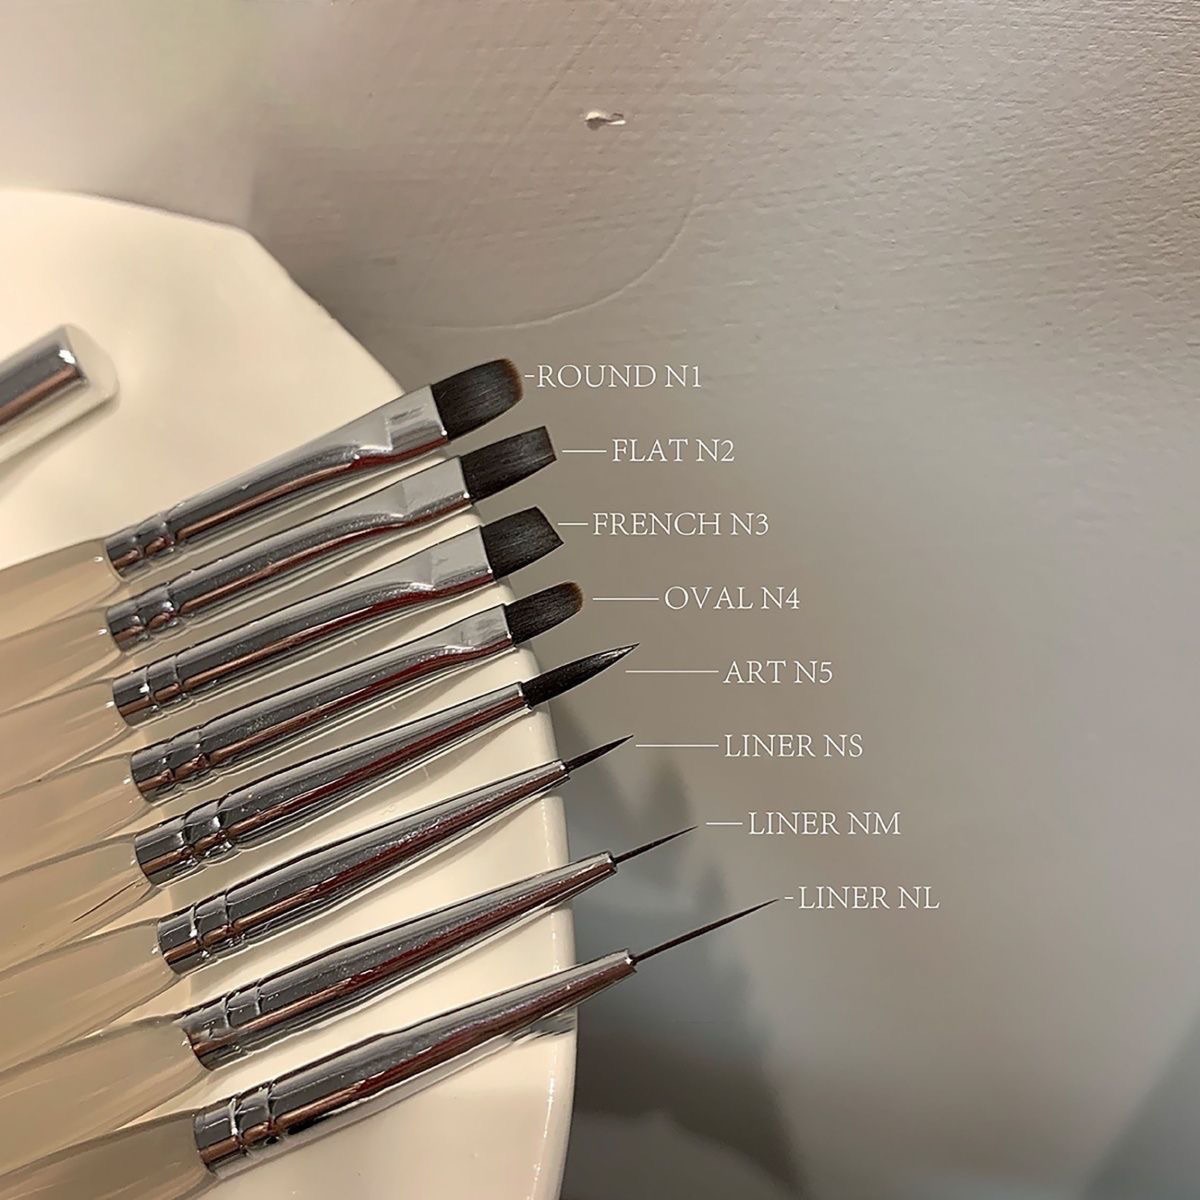 ROUND N1
FLAT N2
FRENCH N3
OVAL N4
ART N5
LINER NS
LINER NM
LINER NL